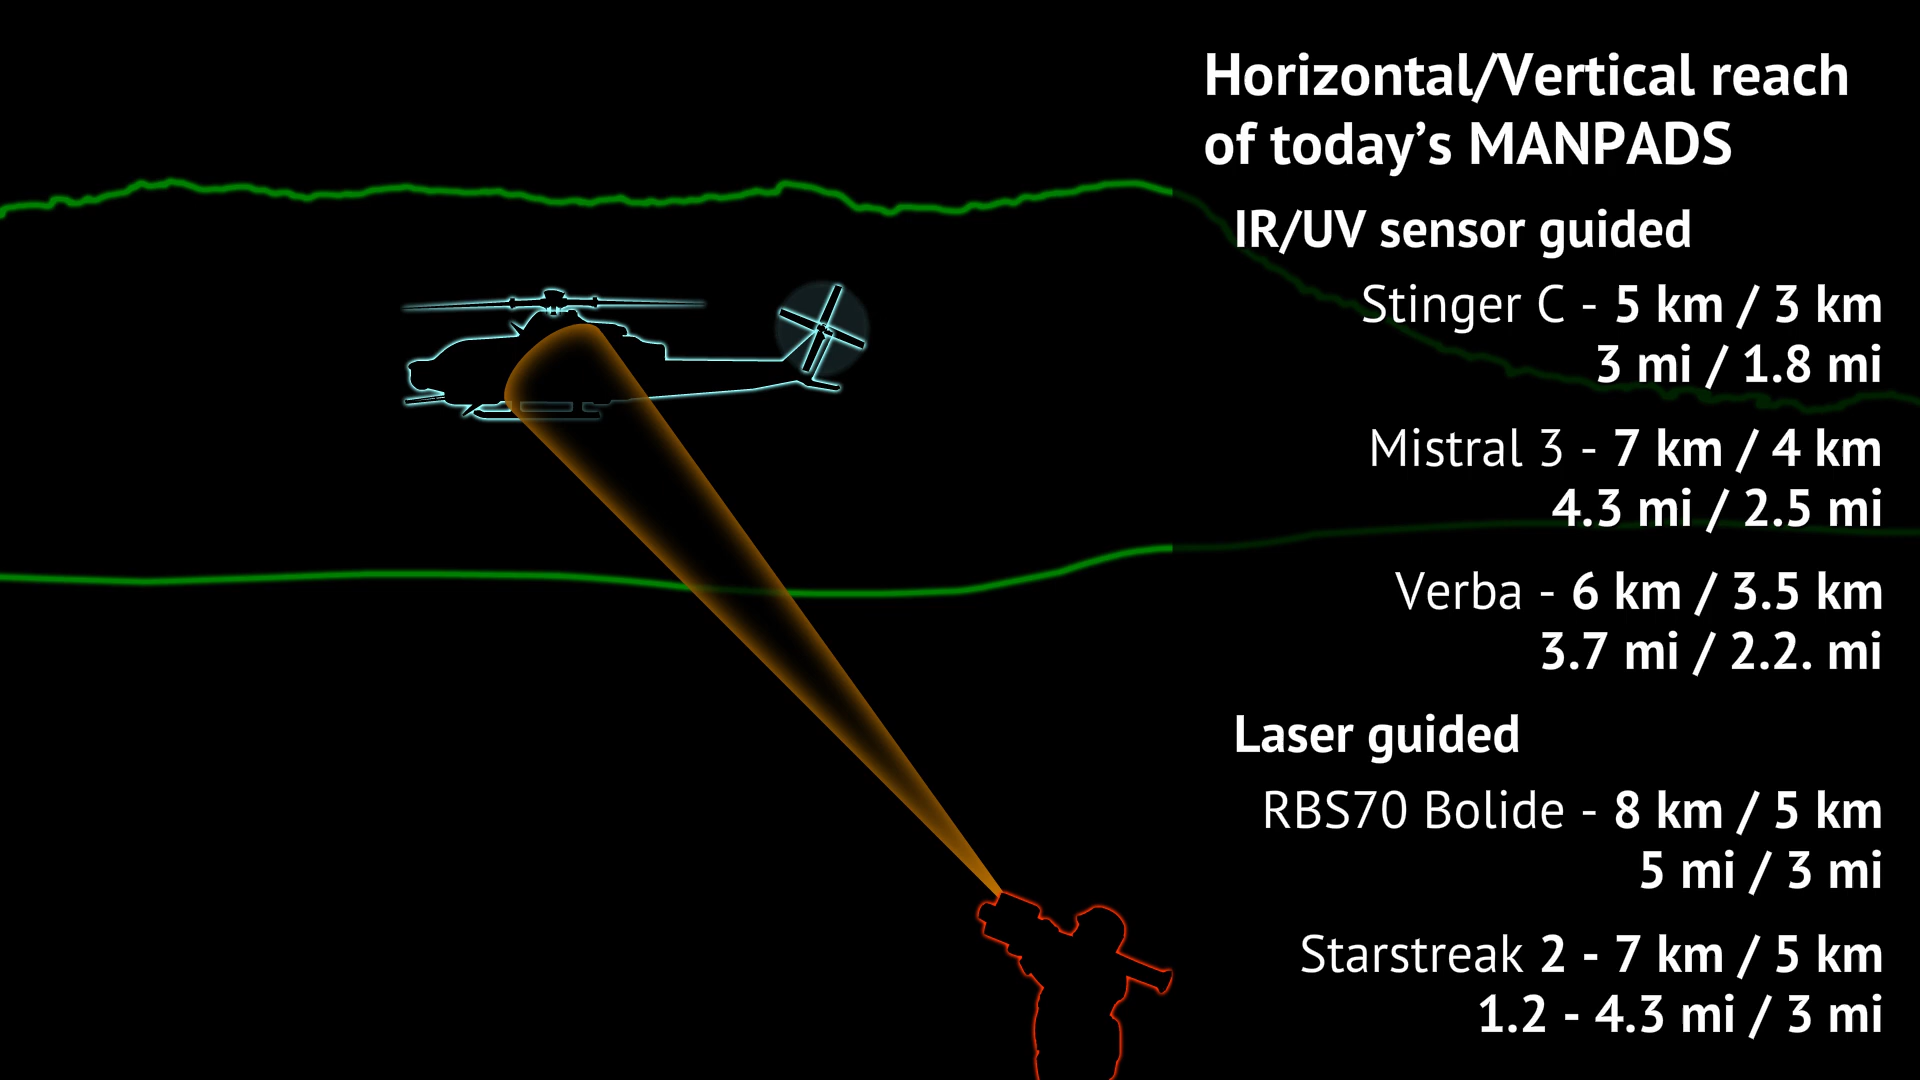 Horizontal/Vertical reach
of today’s MANPADS
IR/UV sensor guided
Stinger C - 5 km / 3 km
3 mi / 1.8 mi
Mistral 3 - 7 km / 4 km
4.3 mi / 2.5 mi
Verba - 6 km / 3.5 km
3.7 mi / 2.2. mi
Laser guided
RBS70 Bolide - 8 km / 5 km
5 mi / 3 mi
Starstreak 2 - 7 km / 5 km
1.2 - 4.3 mi / 3 mi